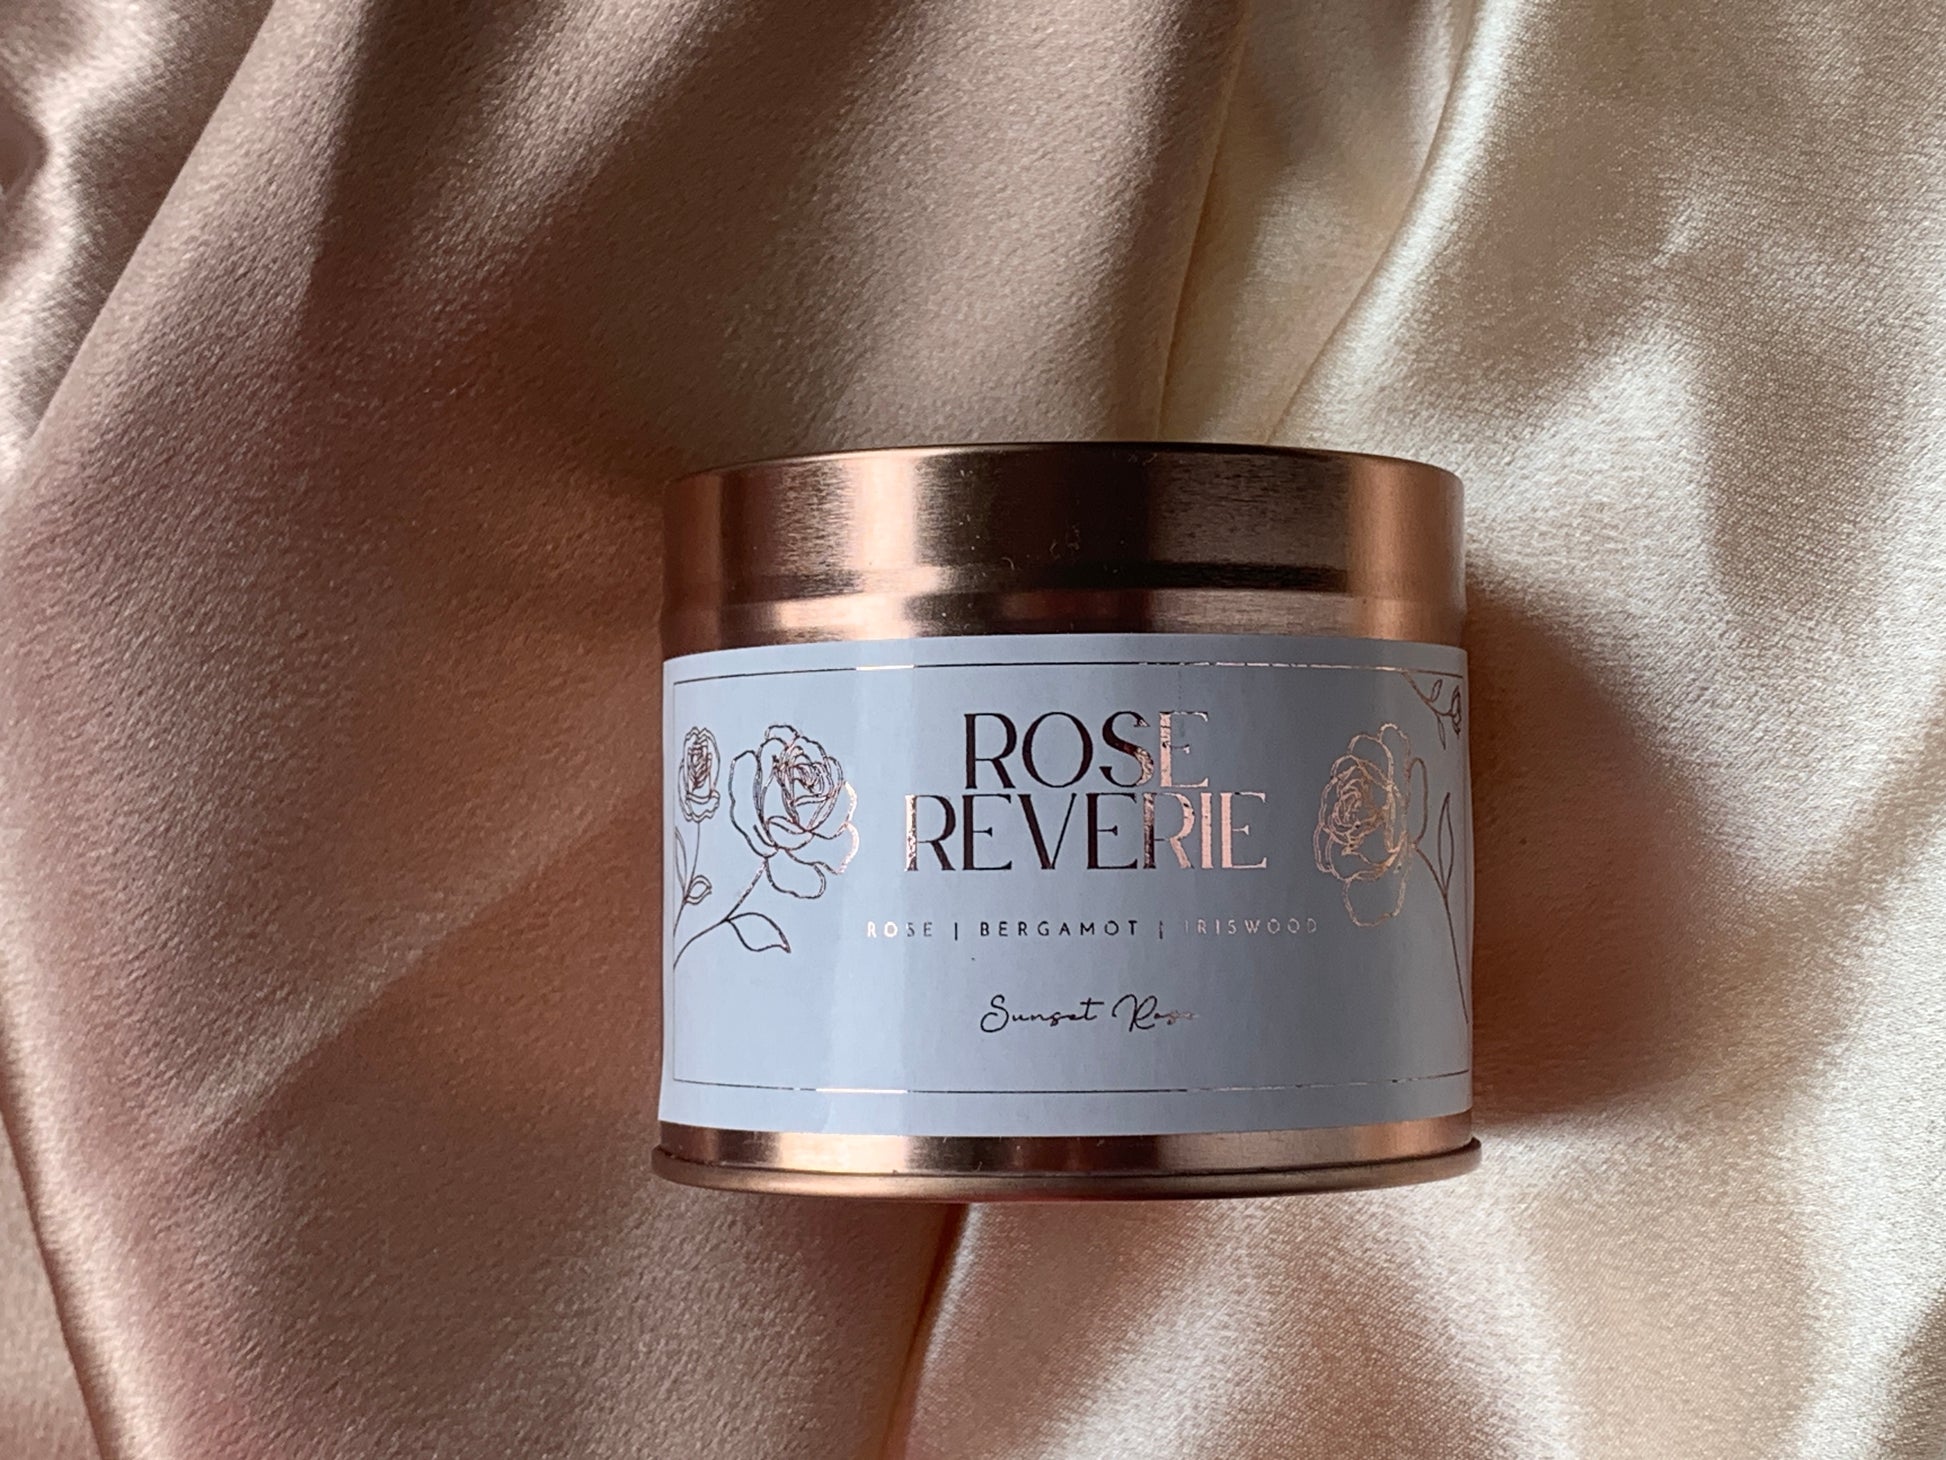 ROSE
REVERIE
ROSE | BERGAMOT | IRISWOOD
Sunset Rose